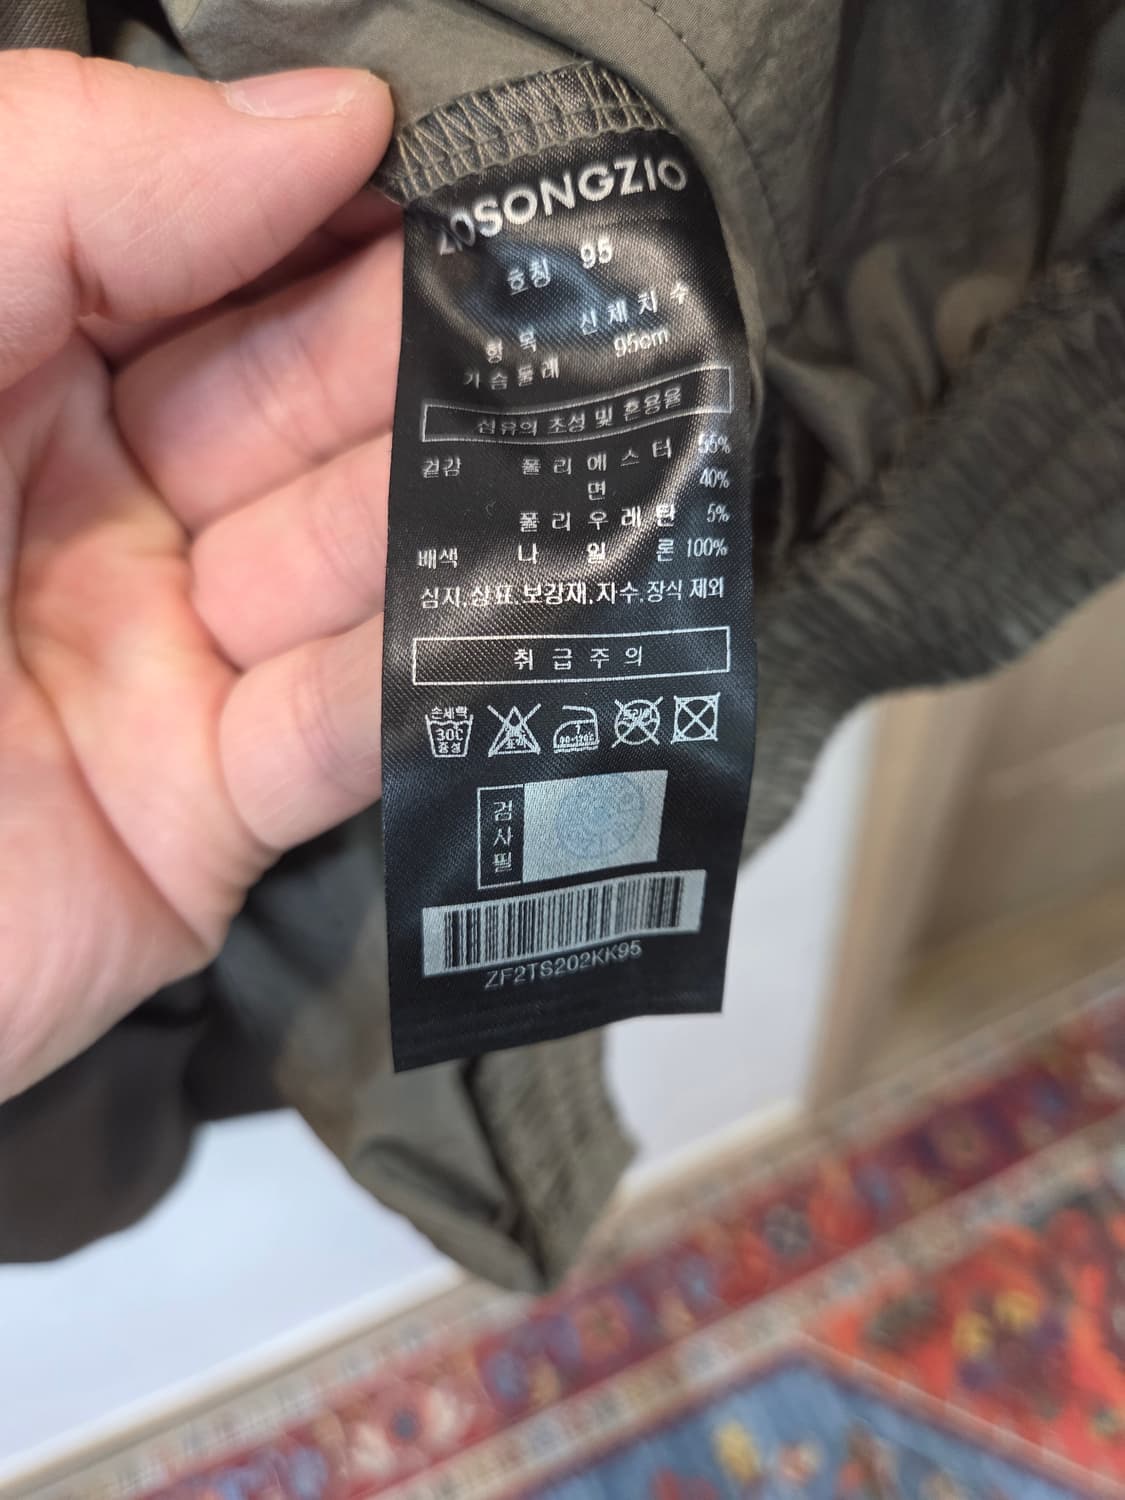 ZOSONGZIO
호칭 95
항목 신체치수
가슴둘레 95cm
섬유의 조성 및 혼용율
겉감 폴리에스터 55%
면 40%
폴리우레탄 5%
배색 나일론 100%
심지,상표,보강재,자수,장식 제외
취급주의
손세탁
30℃
중성
검사필
ZF2TS202KK95